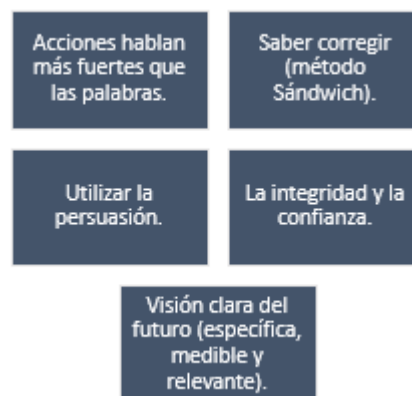 Acciones hablan
más fuertes que
las palabras.
Saber corregir
(método
Sándwich).
Utilizar la
persuasión.
La integridad y la
confianza.
Visión clara del
futuro (específica,
medible y
relevante).